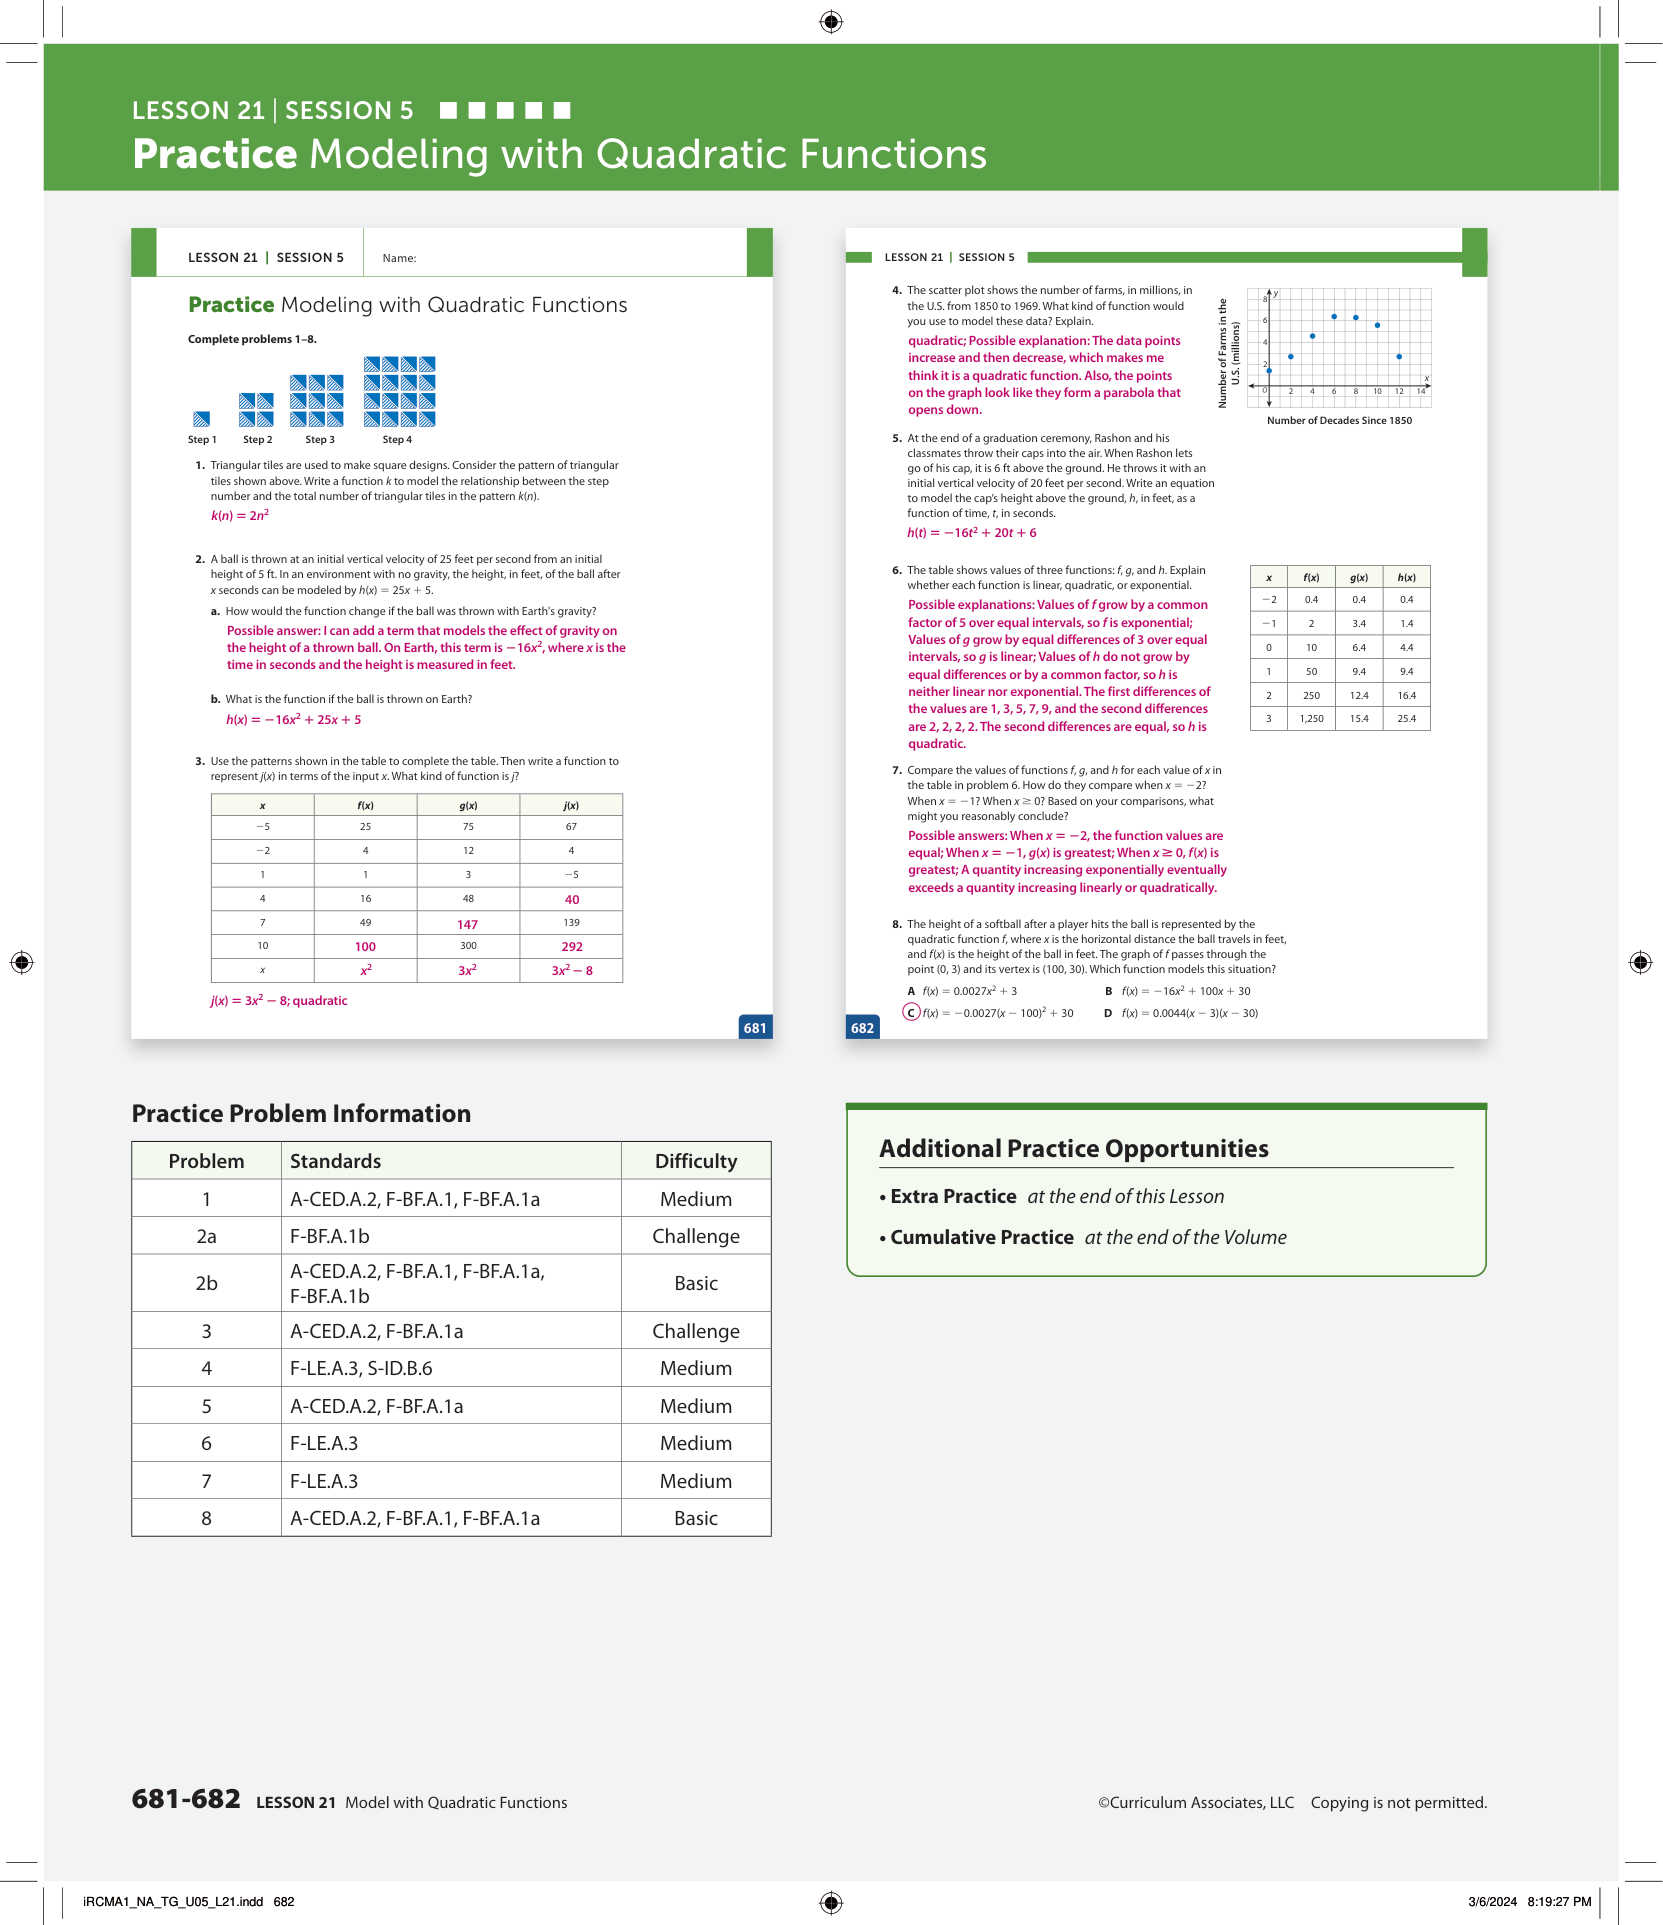 LESSON 21 | SESSION 5
Practice Modeling with Quadratic Functions
LESSON 21 | SESSION 5
Name:
Practice Modeling with Quadratic Functions
Complete problems 1–8.
Step 1 Step 2 Step 3 Step 4
1. Triangular tiles are used to make square designs. Consider the pattern of triangular
tiles shown above. Write a function k to model the relationship between the step
number and the total number of triangular tiles in the pattern k(n).
k(n) = 2n²
2. A ball is thrown at an initial vertical velocity of 25 feet per second from an initial
height of 5 ft. In an environment with no gravity, the height, in feet, of the ball after
x seconds can be modeled by h(x) = 25x + 5.
a. How would the function change if the ball was thrown with Earth's gravity?
Possible answer: I can add a term that models the effect of gravity on
the height of a thrown ball. On Earth, this term is −16x², where x is the
time in seconds and the height is measured in feet.
b. What is the function if the ball is thrown on Earth?
h(x) = −16x² + 25x + 5
3. Use the patterns shown in the table to complete the table. Then write a function to
represent j(x) in terms of the input x. What kind of function is j?
x f(x) g(x) j(x)
−5 25 75 67
−2 4 12 4
1 1 3 −5
4 16 48 40
7 49 147 139
10 100 300 292
x x² 3x² 3x² − 8
j(x) = 3x² − 8; quadratic
681
LESSON 21 | SESSION 5
4. The scatter plot shows the number of farms, in millions, in
the U.S. from 1850 to 1969. What kind of function would
you use to model these data? Explain.
quadratic; Possible explanation: The data points
increase and then decrease, which makes me
think it is a quadratic function. Also, the points
on the graph look like they form a parabola that
opens down.
Number of Farms in the
U.S. (millions)
y
8
6
4
2
0 2 4 6 8 10 12 14
x
Number of Decades Since 1850
5. At the end of a graduation ceremony, Rashon and his
classmates throw their caps into the air. When Rashon lets
go of his cap, it is 6 ft above the ground. He throws it with an
initial vertical velocity of 20 feet per second. Write an equation
to model the cap's height above the ground, h, in feet, as a
function of time, t, in seconds.
h(t) = −16t² + 20t + 6
6. The table shows values of three functions: f, g, and h. Explain
whether each function is linear, quadratic, or exponential.
Possible explanations: Values of f grow by a common
factor of 5 over equal intervals, so f is exponential;
Values of g grow by equal differences of 3 over equal
intervals, so g is linear; Values of h do not grow by
equal differences or by a common factor, so h is
neither linear nor exponential. The first differences of
the values are 1, 3, 5, 7, 9, and the second differences
are 2, 2, 2, 2. The second differences are equal, so h is
quadratic.
x f(x) g(x) h(x)
−2 0.4 0.4 0.4
−1 2 3.4 1.4
0 10 6.4 4.4
1 50 9.4 9.4
2 250 12.4 16.4
3 1,250 15.4 25.4
7. Compare the values of functions f, g, and h for each value of x in
the table in problem 6. How do they compare when x = −2?
When x = −1? When x ≥ 0? Based on your comparisons, what
might you reasonably conclude?
Possible answers: When x = −2, the function values are
equal; When x = −1, g(x) is greatest; When x ≥ 0, f(x) is
greatest; A quantity increasing exponentially eventually
exceeds a quantity increasing linearly or quadratically.
8. The height of a softball after a player hits the ball is represented by the
quadratic function f, where x is the horizontal distance the ball travels in feet,
and f(x) is the height of the ball in feet. The graph of f passes through the
point (0, 3) and its vertex is (100, 30). Which function models this situation?
A f(x) = 0.0027x² + 3 B f(x) = −16x² + 100x + 30
C f(x) = −0.0027(x − 100)² + 30 D f(x) = 0.0044(x − 3)(x − 30)
682
Practice Problem Information
Problem Standards Difficulty
1 A-CED.A.2, F-BF.A.1, F-BF.A.1a Medium
2a F-BF.A.1b Challenge
2b A-CED.A.2, F-BF.A.1, F-BF.A.1a,
F-BF.A.1b Basic
3 A-CED.A.2, F-BF.A.1a Challenge
4 F-LE.A.3, S-ID.B.6 Medium
5 A-CED.A.2, F-BF.A.1a Medium
6 F-LE.A.3 Medium
7 F-LE.A.3 Medium
8 A-CED.A.2, F-BF.A.1, F-BF.A.1a Basic
Additional Practice Opportunities
• Extra Practice at the end of this Lesson
• Cumulative Practice at the end of the Volume
681-682 LESSON 21 Model with Quadratic Functions
©Curriculum Associates, LLC Copying is not permitted.
iRCMA1_NA_TG_U05_L21.indd 682
3/6/2024 8:19:27 PM